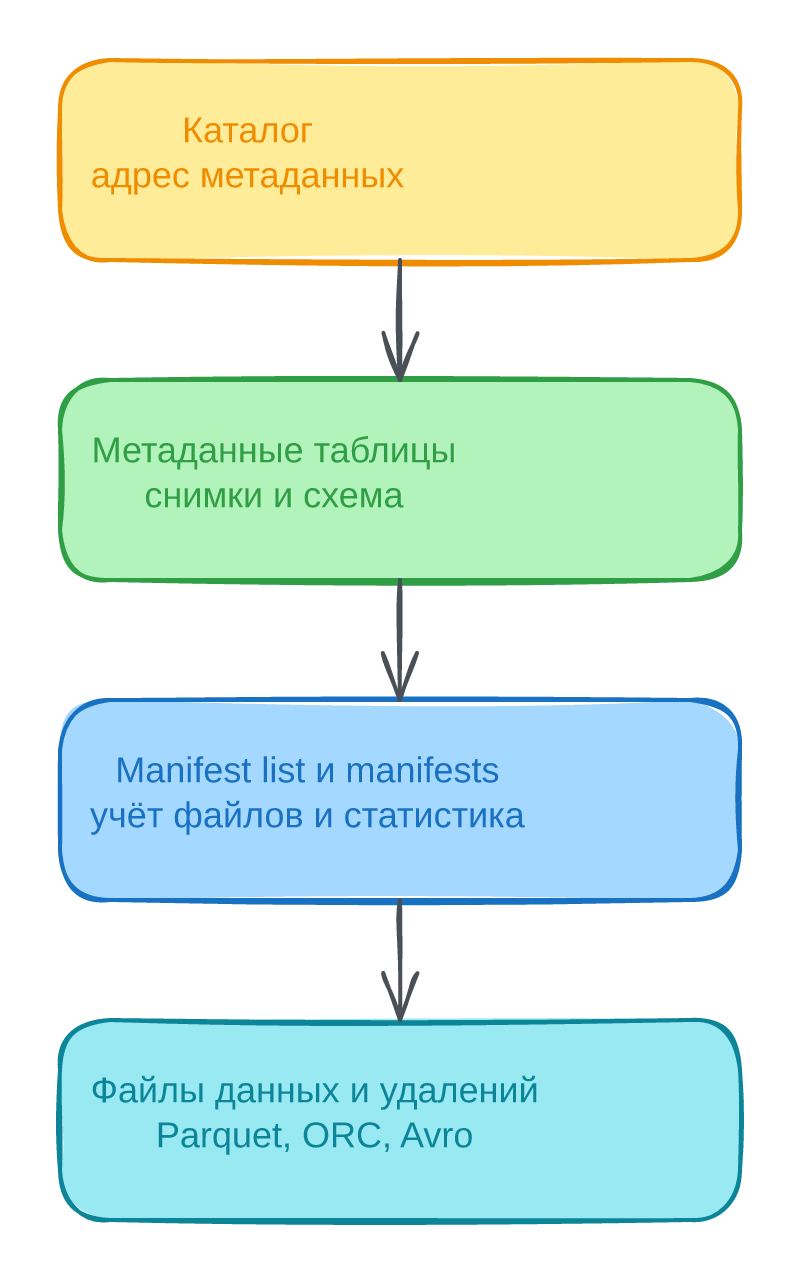 Каталог
адрес метаданных
Метаданные таблицы
снимки и схема
Manifest list и manifests
учёт файлов и статистика
Файлы данных и удалений
Parquet, ORC, Avro